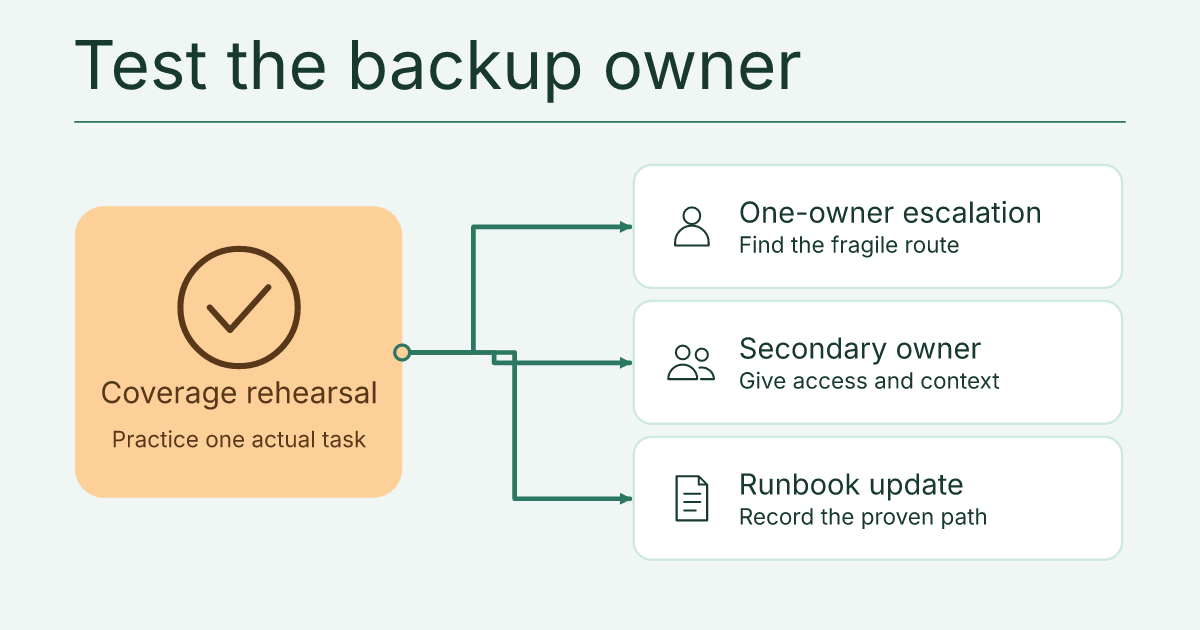 Test the backup owner
Coverage rehearsal
Practice one actual task
One-owner escalation
Find the fragile route
Secondary owner
Give access and context
Runbook update
Record the proven path